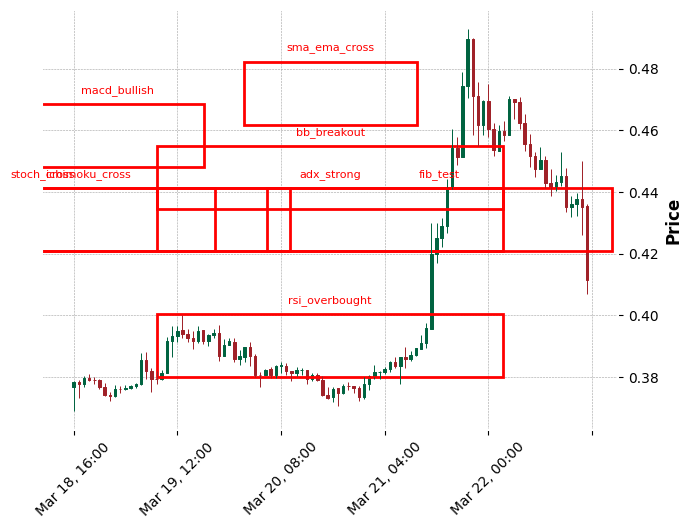 sma_ema_cross
0.48
macd_bullish
0.46
bb_breakout
stoch_cross
ichimoku_cross
adx_strong
fib_test
0.44
Price
0.42
rsi_overbought
0.40
0.38
Mar 18, 16:00
Mar 19, 12:00
Mar 20, 08:00
Mar 21, 04:00
Mar 22, 00:00